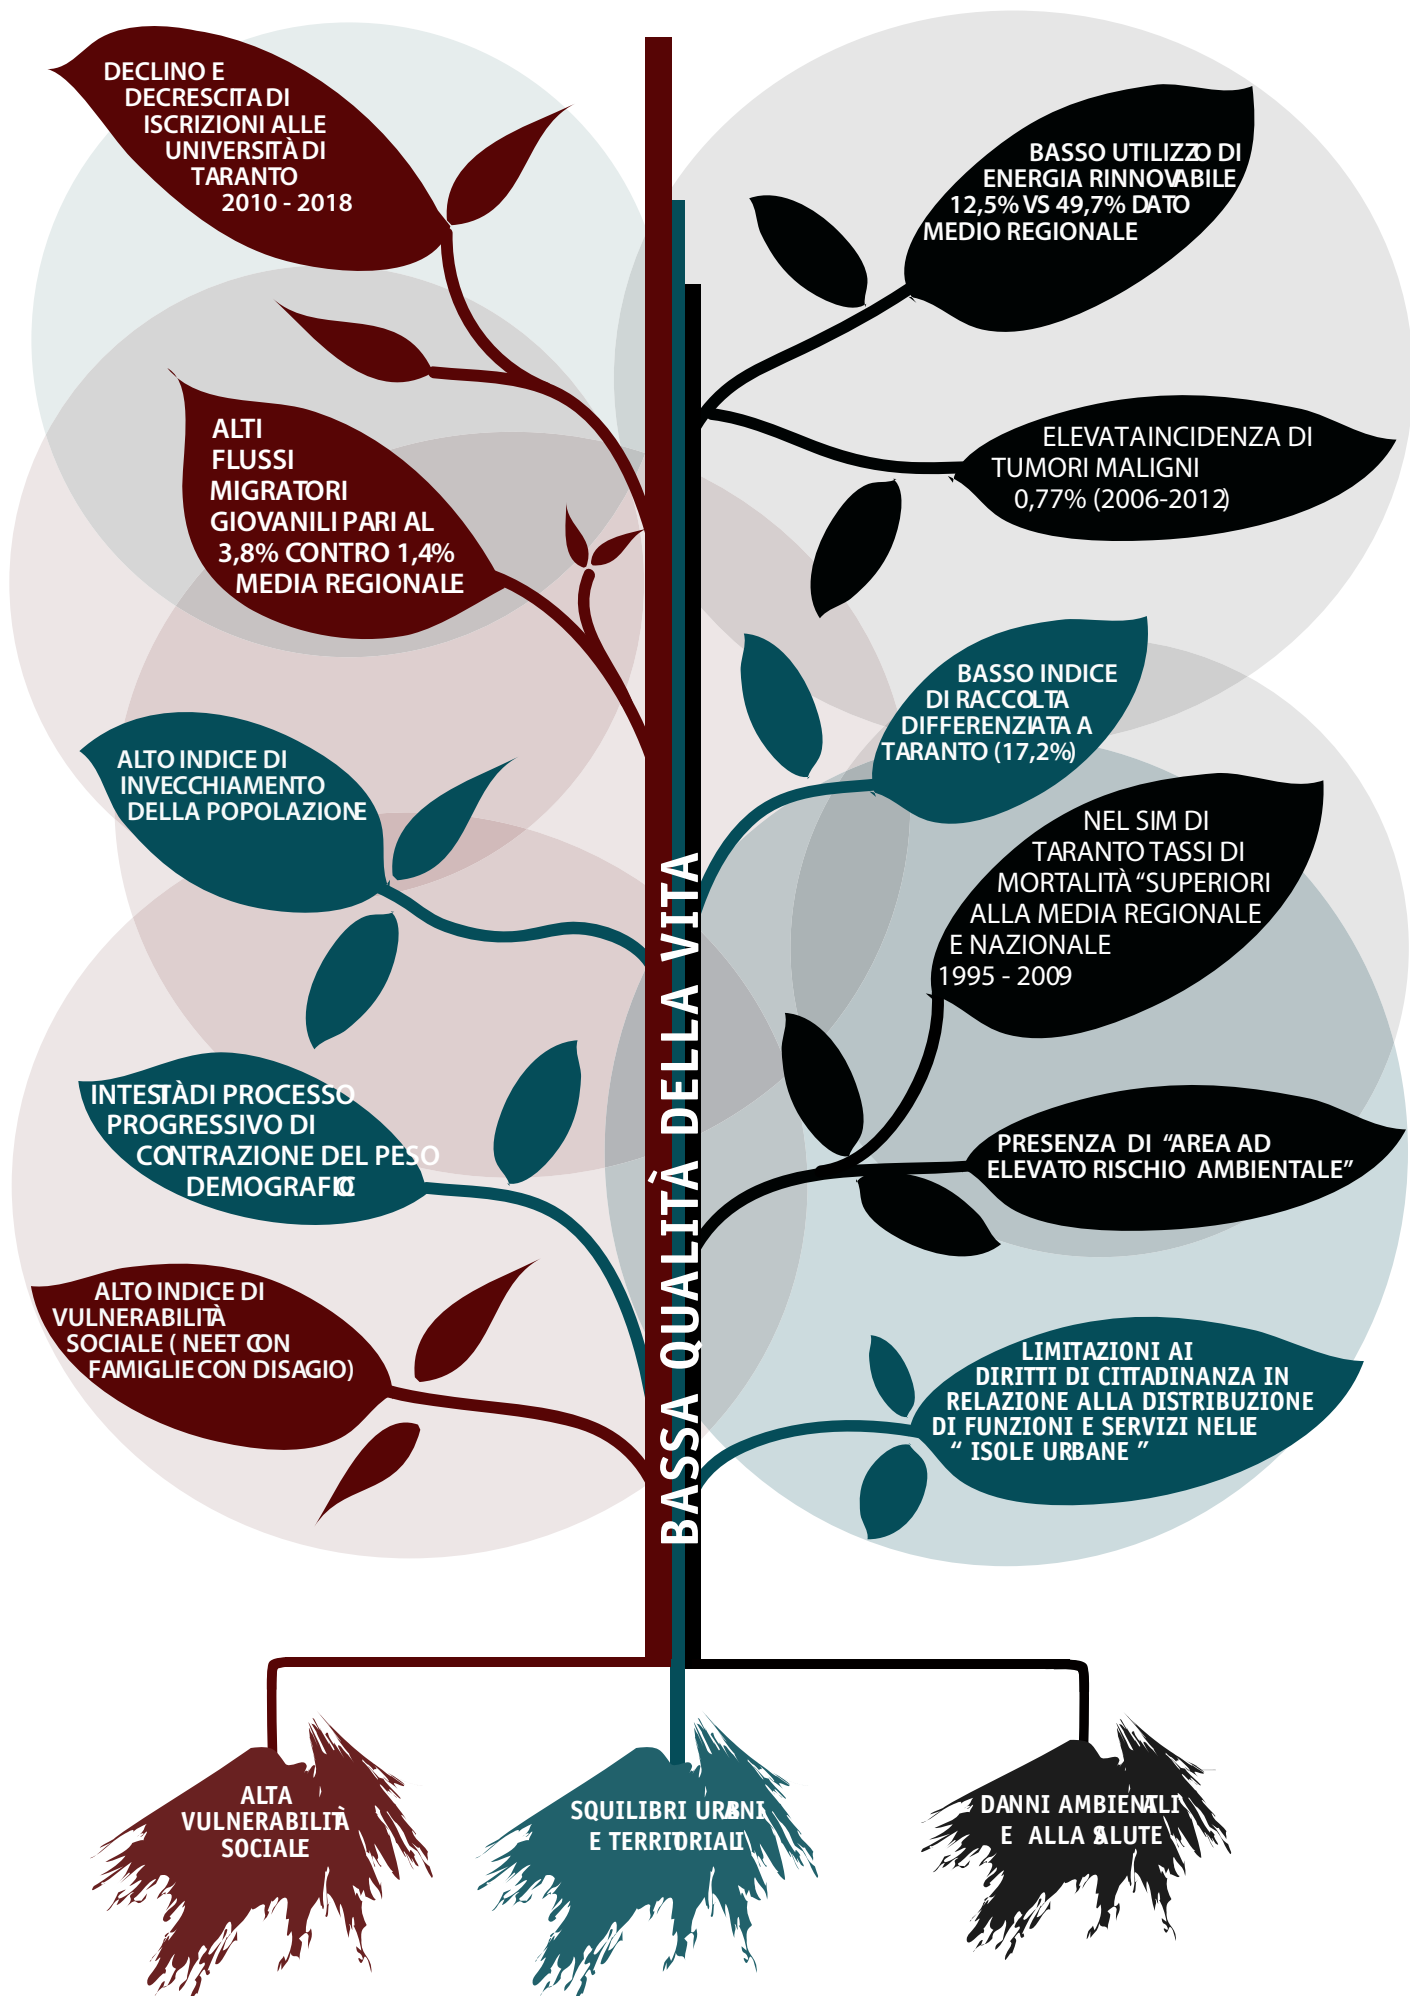 DECLINO E
DECRESCITA DI
ISCRIZIONI ALLE
UNIVERSITÀ DI
TARANTO
2010 - 2018
BASSO UTILIZZO DI
ENERGIA RINNOVABILE
12,5% VS 49,7% DATO
MEDIO REGIONALE
ALTI
FLUSSI
MIGRATORI
GIOVANILI PARI AL
3,8% CONTRO 1,4%
MEDIA REGIONALE
ELEVATA INCIDENZA DI
TUMORI MALIGNI
0,77% (2006-2012)
BASSO INDICE
DI RACCOLTA
DIFFERENZIATA A
TARANTO (17,2%)
ALTO INDICE DI
INVECCHIAMENTO
DELLA POPOLAZIONE
NEL SIM DI
TARANTO TASSI DI
MORTALITÀ “SUPERIORI
ALLA MEDIA REGIONALE
E NAZIONALE
1995 - 2009
INTESTÀ DI PROCESSO
PROGRESSIVO DI
CONTRAZIONE DEL PESO
DEMOGRAFICO
PRESENZA DI “AREA AD
ELEVATO RISCHIO AMBIENTALE”
ALTO INDICE DI
VULNERABILITÀ
SOCIALE ( NEET CON
FAMIGLIE CON DISAGIO)
LIMITAZIONI AI
DIRITTI DI CITTADINANZA IN
RELAZIONE ALLA DISTRIBUZIONE
DI FUNZIONI E SERVIZI NELLE
“ ISOLE URBANE ”
BASSA QUALITÀ DELLA VITA
ALTA
VULNERABILITÀ
SOCIALE
SQUILIBRI URBANI
E TERRITORIALI
DANNI AMBIENTALI
E ALLA SALUTE